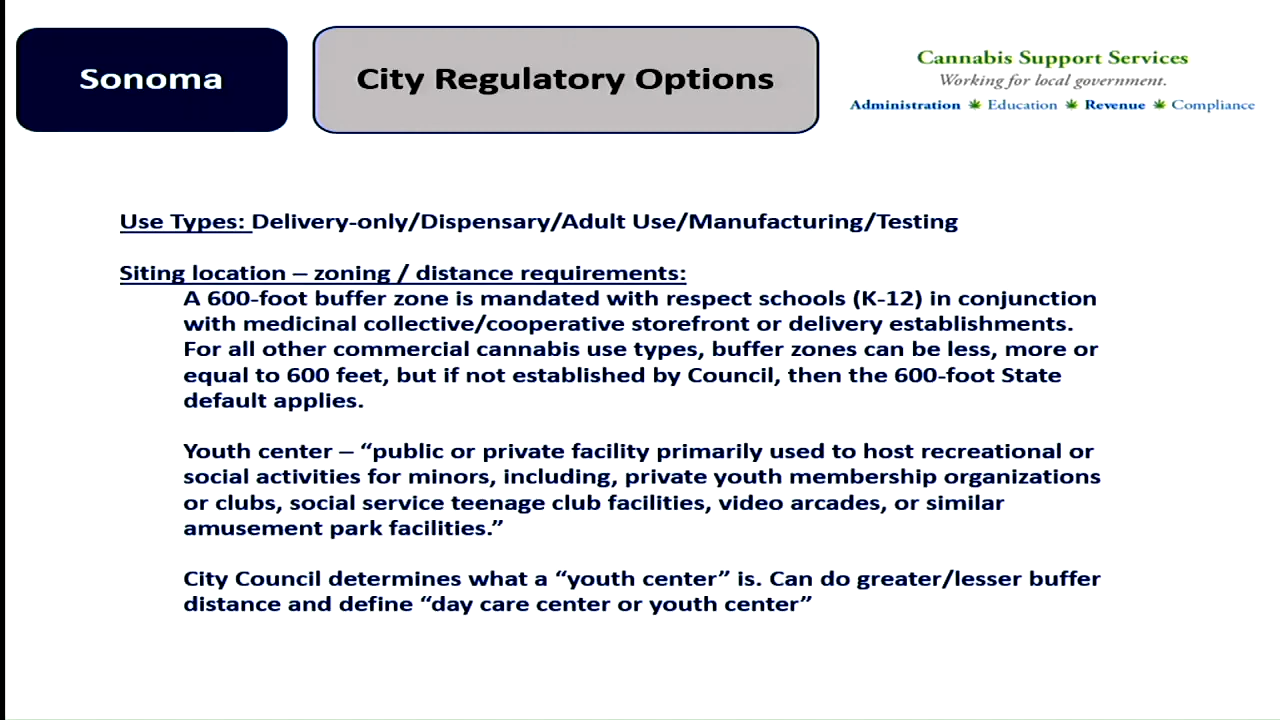 Sonoma
City Regulatory Options
Cannabis Support Services
Working for local government.
Administration Education Revenue Compliance
Use Types: Delivery-only/Dispensary/Adult Use/Manufacturing/Testing
Siting location – zoning / distance requirements:
A 600-foot buffer zone is mandated with respect schools (K-12) in conjunction
with medicinal collective/cooperative storefront or delivery establishments.
For all other commercial cannabis use types, buffer zones can be less, more or
equal to 600 feet, but if not established by Council, then the 600-foot State
default applies.
Youth center – “public or private facility primarily used to host recreational or
social activities for minors, including, private youth membership organizations
or clubs, social service teenage club facilities, video arcades, or similar
amusement park facilities.”
City Council determines what a “youth center” is. Can do greater/lesser buffer
distance and define “day care center or youth center”